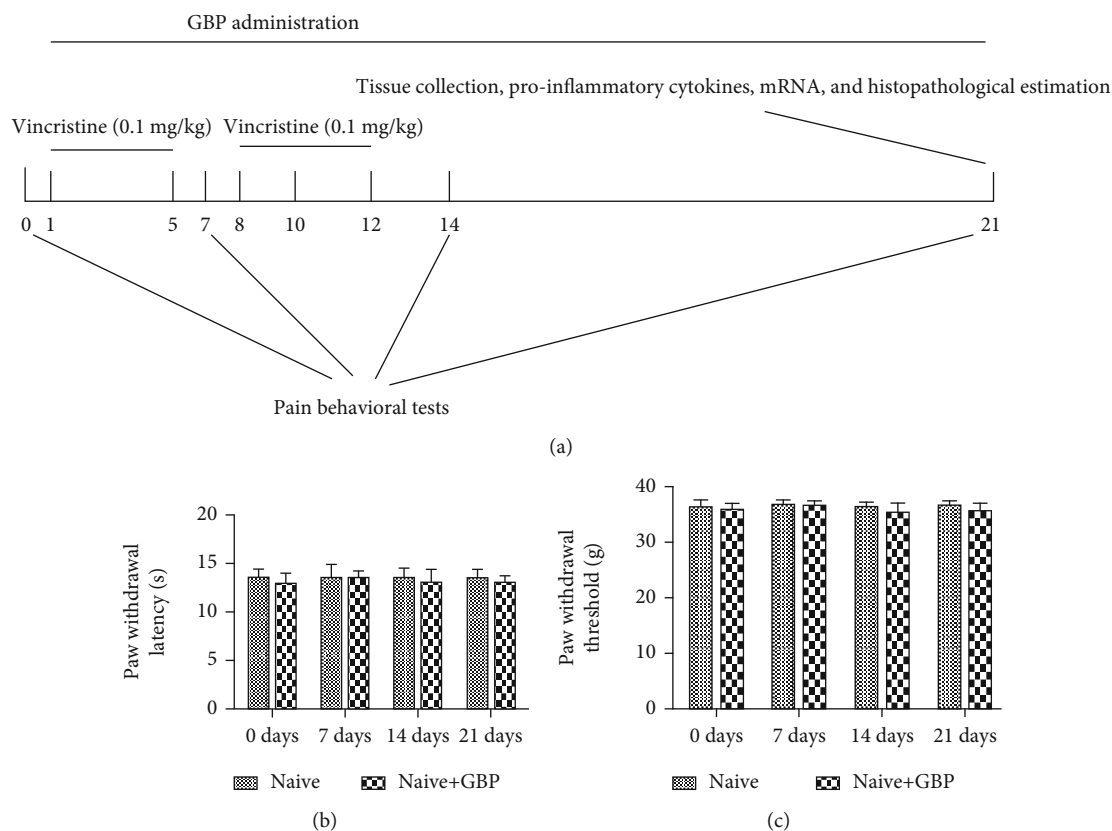 GBP administration
Tissue collection, pro-inflammatory cytokines, mRNA, and histopathological estimation
Vincristine (0.1 mg/kg) Vincristine (0.1 mg/kg)
0 1 5 7 8 10 12 14 21
Pain behavioral tests
(a)
Paw withdrawal
latency (s)
20
15
10
5
0
0 days 7 days 14 days 21 days
Naive Naive+GBP
(b)
Paw withdrawal
threshold (g)
40
30
20
10
0
0 days 7 days 14 days 21 days
Naive Naive+GBP
(c)